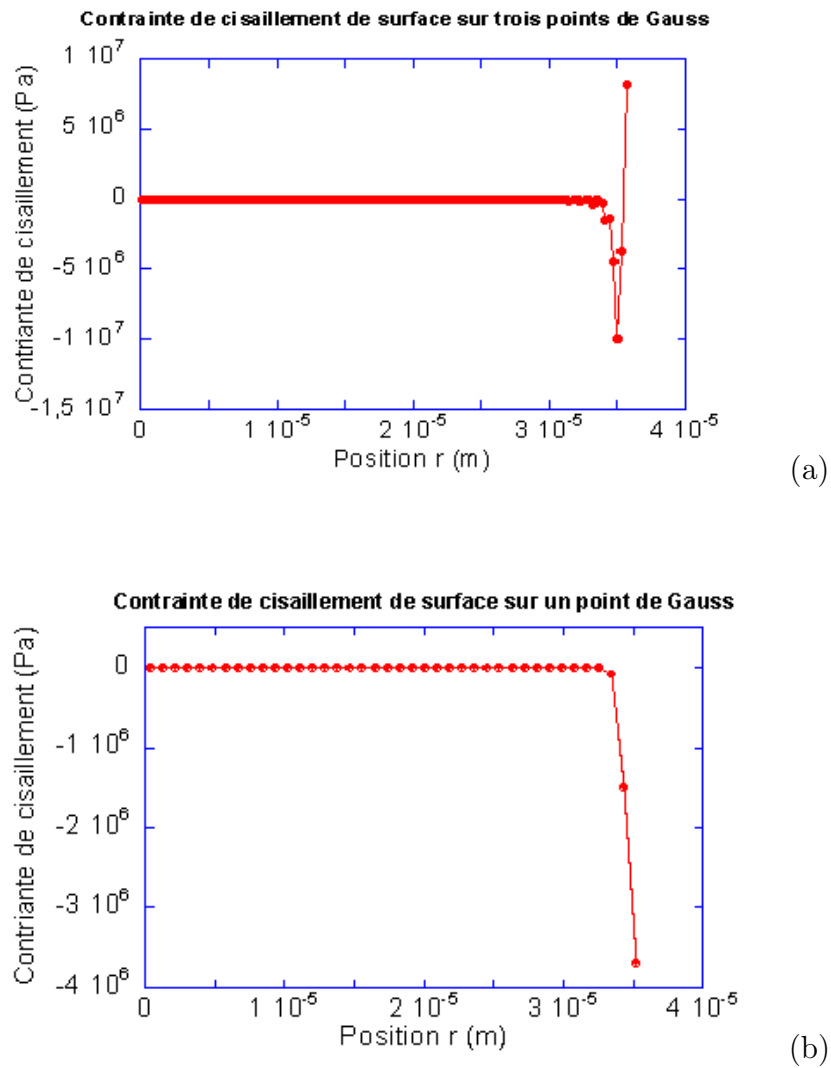 Contrainte de cisaillement de surface sur trois points de Gauss
Contriante de cisaillement (Pa)
1 10^7
5 10^6
0
-5 10^6
-1 10^7
-1,5 10^7
0
1 10^-5
2 10^-5
3 10^-5
4 10^-5
Position r (m)
(a)
Contrainte de cisaillement de surface sur un point de Gauss
Contriante de cisaillement (Pa)
0
-1 10^6
-2 10^6
-3 10^6
-4 10^6
0
1 10^-5
2 10^-5
3 10^-5
4 10^-5
Position r (m)
(b)